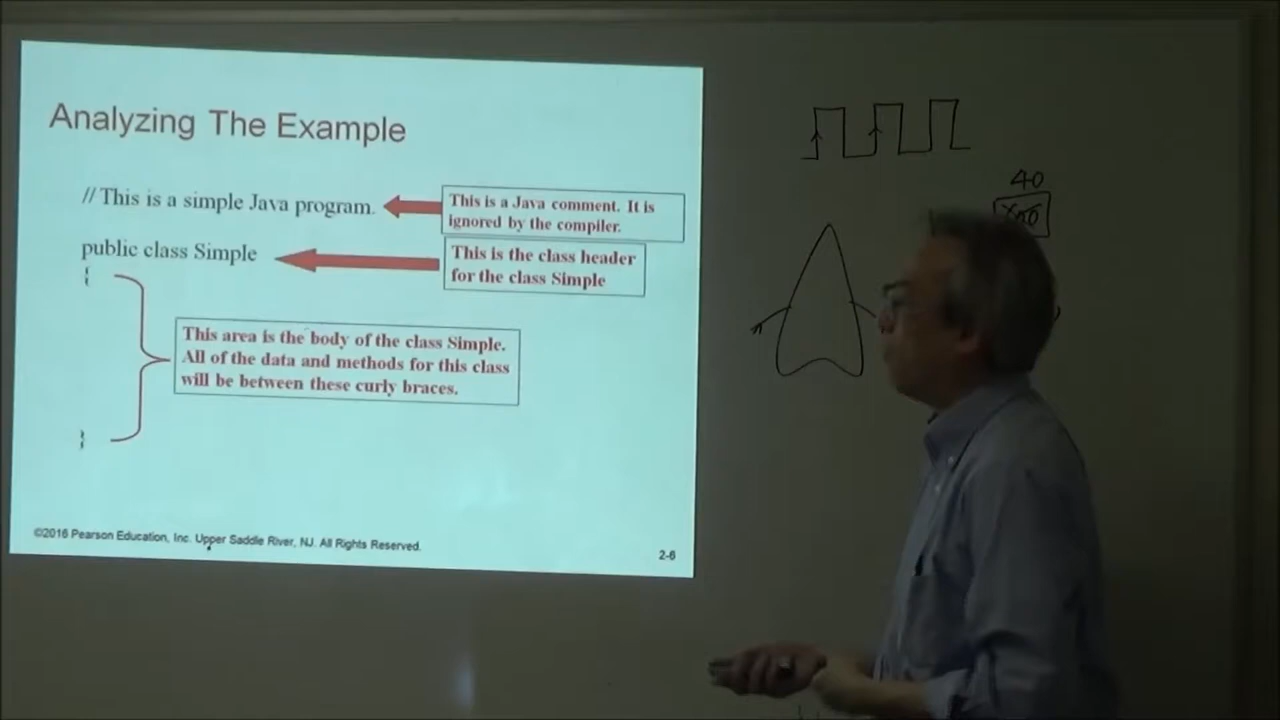 Analyzing The Example
// This is a simple Java program.
This is a Java comment. It is
ignored by the compiler.
public class Simple
This is the class header
for the class Simple
{
This area is the body of the class Simple.
All of the data and methods for this class
will be between these curly braces.
}
©2016 Pearson Education, Inc. Upper Saddle River, NJ. All Rights Reserved.
2-6
40